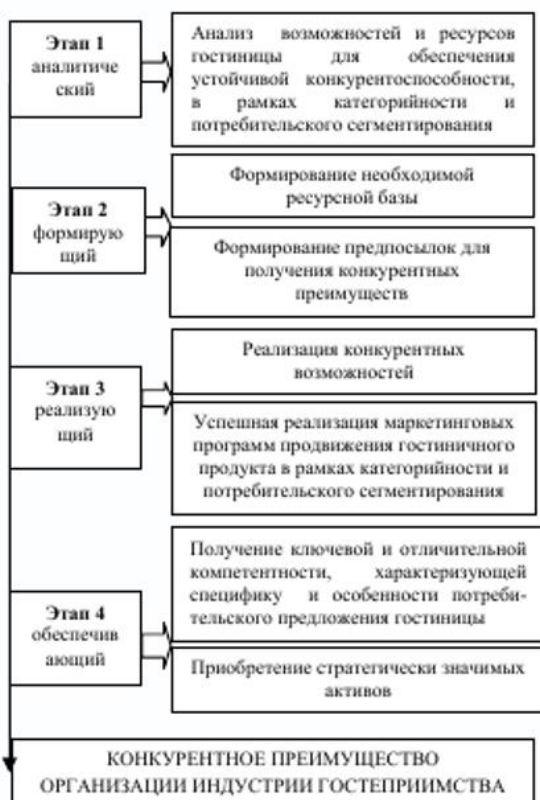 Этап 1
аналитиче
ский
Анализ возможностей и ресурсов
гостиницы для обеспечения
устойчивой конкурентоспособности,
в рамках категорийности и
потребительского сегментирования
Этап 2
формирую
щий
Формирование необходимой
ресурсной базы
Формирование предпосылок для
получения конкурентных
преимуществ
Этап 3
реализую
щий
Реализация конкурентных
возможностей
Успешная реализация маркетинговых
программ продвижения гостиничного
продукта в рамках категорийности и
потребительского сегментирования
Этап 4
обеспечив
ающий
Получение ключевой и отличительной
компетентности, характеризующей
специфику и особенности потреби-
тельского предложения гостиницы
Приобретение стратегически значимых
активов
КОНКУРЕНТНОЕ ПРЕИМУЩЕСТВО
ОРГАНИЗАЦИИ ИНДУСТРИИ ГОСТЕПРИИМСТВА